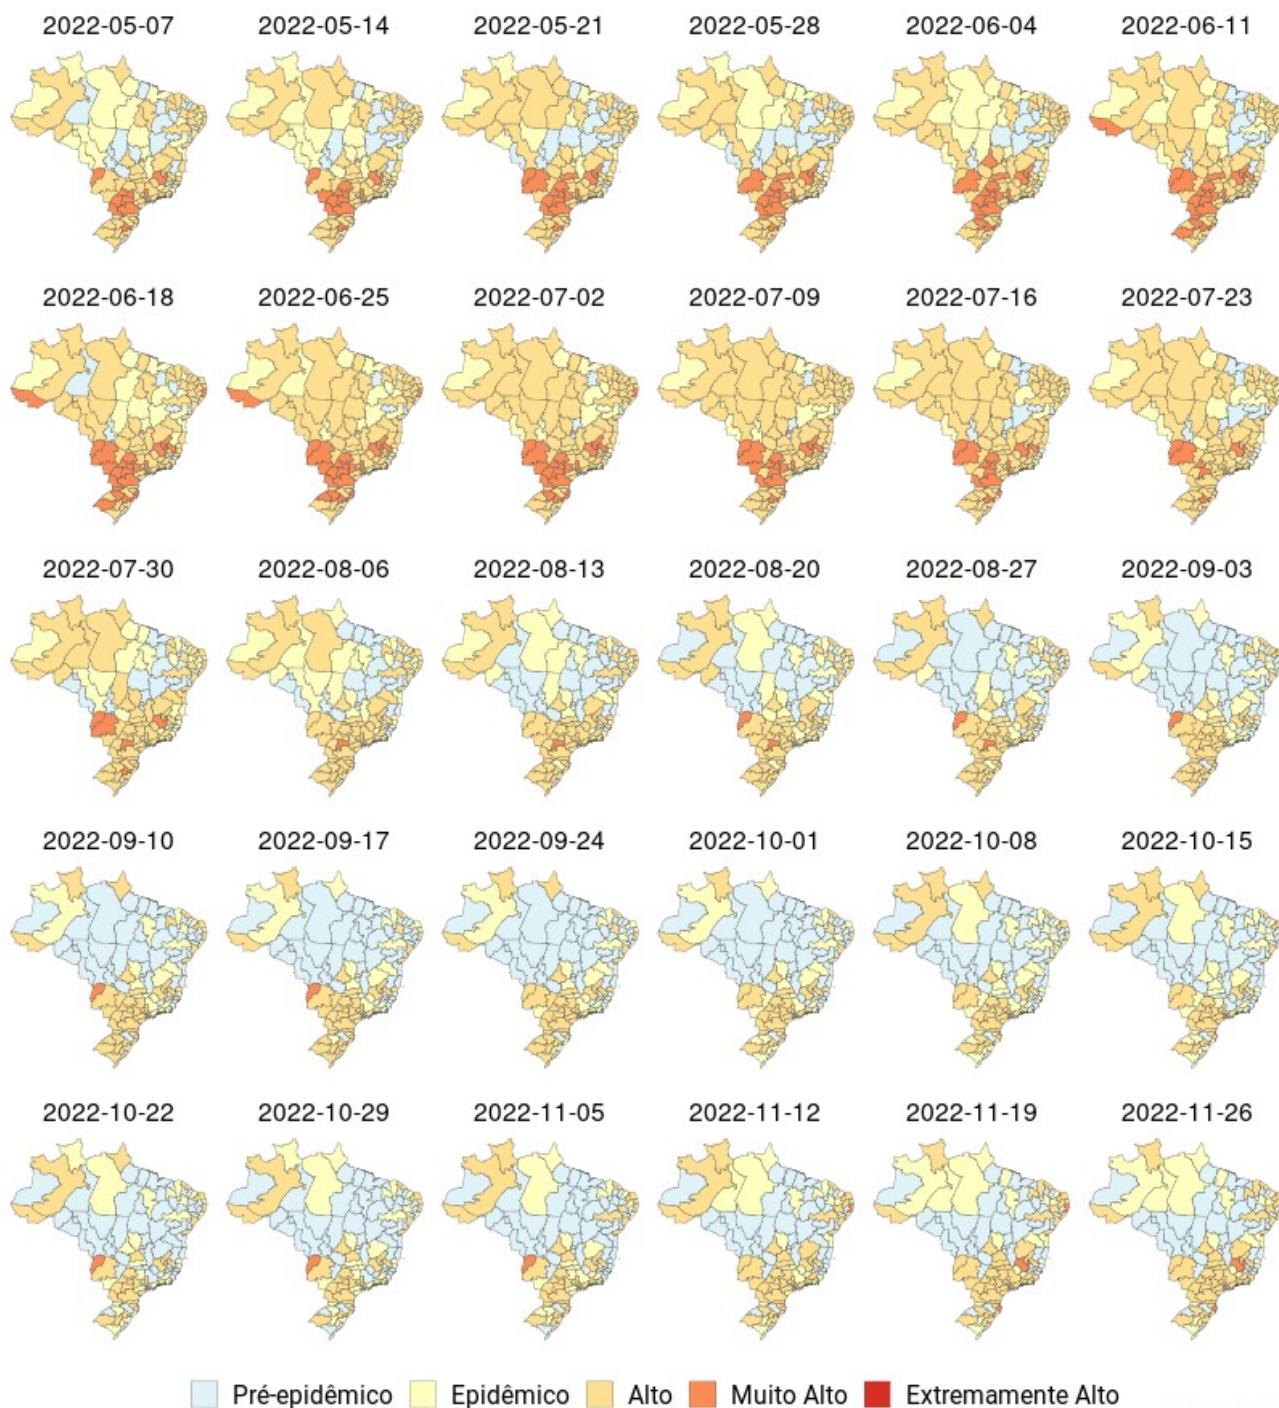 2022-05-07 2022-05-14 2022-05-21 2022-05-28 2022-06-04 2022-06-11
2022-06-18 2022-06-25 2022-07-02 2022-07-09 2022-07-16 2022-07-23
2022-07-30 2022-08-06 2022-08-13 2022-08-20 2022-08-27 2022-09-03
2022-09-10 2022-09-17 2022-09-24 2022-10-01 2022-10-08 2022-10-15
2022-10-22 2022-10-29 2022-11-05 2022-11-12 2022-11-19 2022-11-26
Pré-epidêmico Epidêmico Alto Muito Alto Extremamente Alto